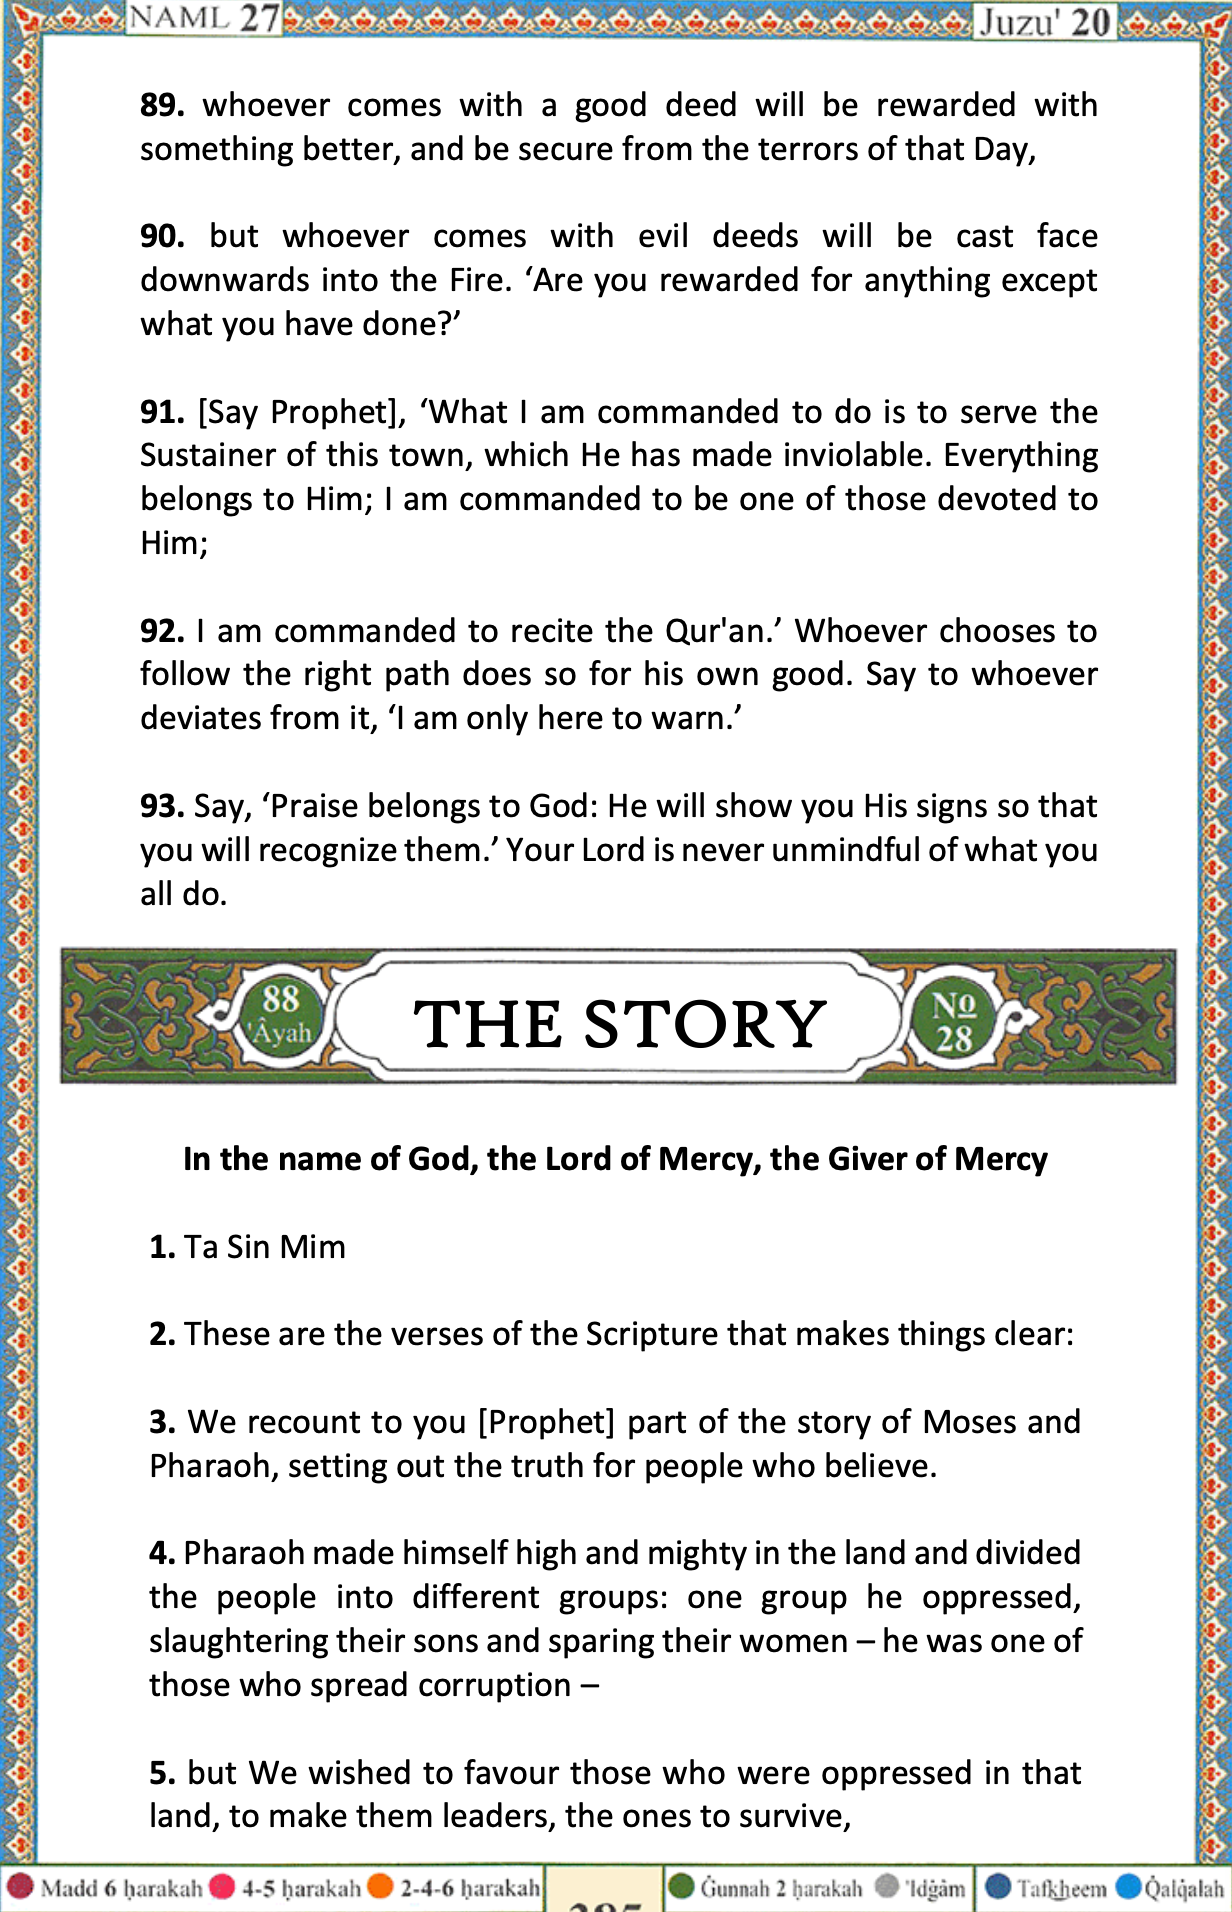 NAML 27
Juzu' 20
89. whoever comes with a good deed will be rewarded with
something better, and be secure from the terrors of that Day,
90. but whoever comes with evil deeds will be cast face
downwards into the Fire. ‘Are you rewarded for anything except
what you have done?’
91. [Say Prophet], ‘What I am commanded to do is to serve the
Sustainer of this town, which He has made inviolable. Everything
belongs to Him; I am commanded to be one of those devoted to
Him;
92. I am commanded to recite the Qur'an.’ Whoever chooses to
follow the right path does so for his own good. Say to whoever
deviates from it, ‘I am only here to warn.’
93. Say, ‘Praise belongs to God: He will show you His signs so that
you will recognize them.’ Your Lord is never unmindful of what you
all do.
88
'Âyah
THE STORY
No
28
In the name of God, the Lord of Mercy, the Giver of Mercy
1. Ta Sin Mim
2. These are the verses of the Scripture that makes things clear:
3. We recount to you [Prophet] part of the story of Moses and
Pharaoh, setting out the truth for people who believe.
4. Pharaoh made himself high and mighty in the land and divided
the people into different groups: one group he oppressed,
slaughtering their sons and sparing their women – he was one of
those who spread corruption –
5. but We wished to favour those who were oppressed in that
land, to make them leaders, the ones to survive,
Madd 6 ḥarakah 4-5 ḥarakah 2-4-6 ḥarakah
Ġunnah 2 ḥarakah 'Idġâm
Tafkheem Qalqalah